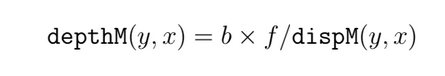 depthM(y, x) = b × f/dispM(y, x)